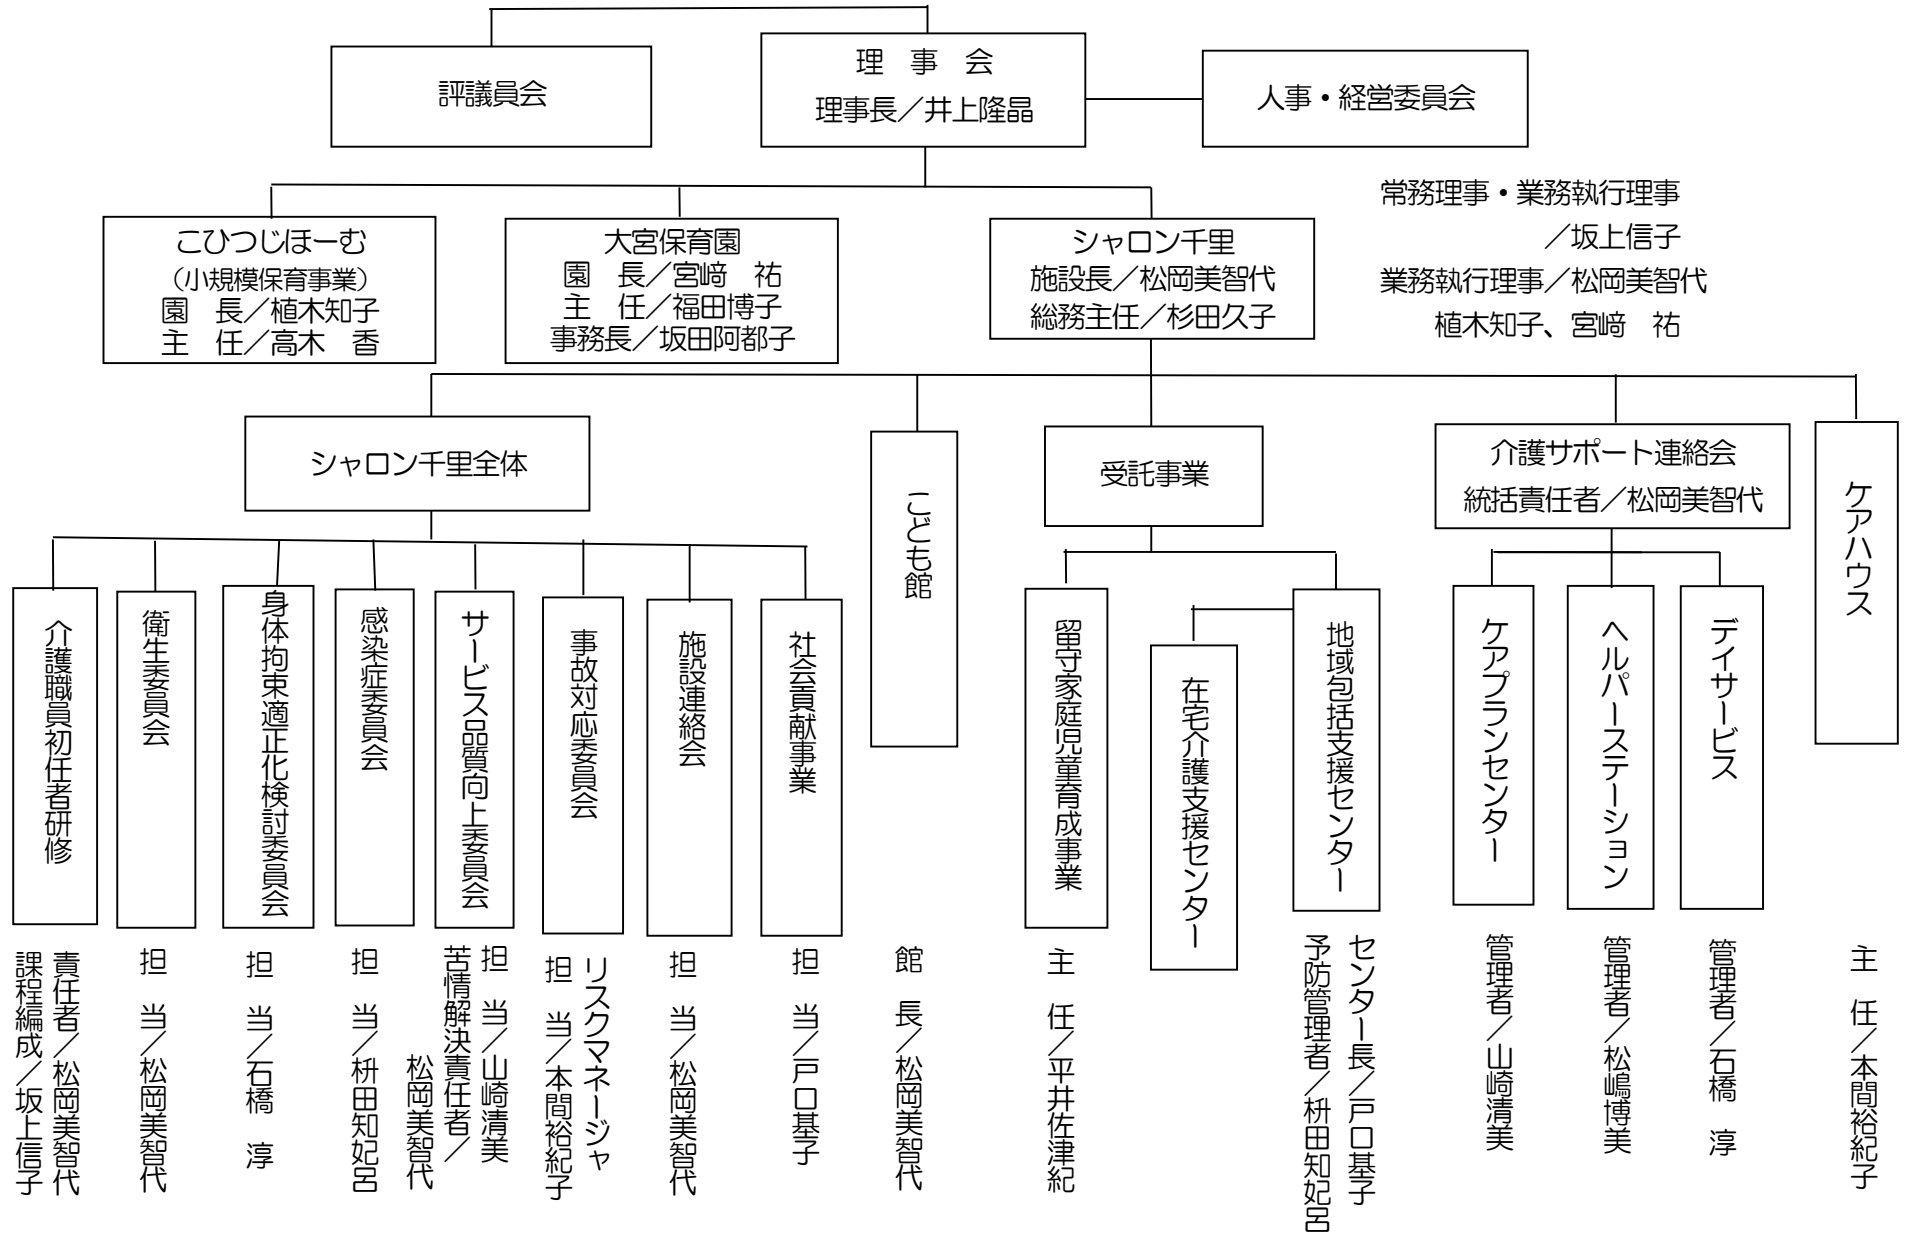 評議員会
理　事　会
理事長／井上隆晶
人事・経営委員会
常務理事・業務執行理事
／坂上信子
業務執行理事／松岡美智代
植木知子、宮﨑　祐
こひつじほーむ
（小規模保育事業）
園　長／植木知子
主　任／高木　香
大宮保育園
園　長／宮﨑　祐
主　任／福田博子
事務長／坂田阿都子
シャロン千里
施設長／松岡美智代
総務主任／杉田久子
シャロン千里全体
こども館
受託事業
介護サポート連絡会
統括責任者／松岡美智代
ケアハウス
介護職員初任者研修
衛生委員会
身体拘束適正化検討委員会
感染症委員会
サービス品質向上委員会
事故対応委員会
施設連絡会
社会貢献事業
留守家庭児童育成事業
在宅介護支援センター
地域包括支援センター
ケアプランセンター
ヘルパーステーション
デイサービス
責任者／松岡美智代
課程編成／坂上信子
担　当／松岡美智代
担　当／石橋　淳
担　当／枡田知妃呂
担　当／山崎清美
苦情解決責任者／
松岡美智代
リスクマネージャ
担　当／本間裕紀子
担　当／松岡美智代
担　当／戸口基子
館　長／松岡美智代
主　任／平井佐津紀
センター長／戸口基子
予防管理者／枡田知妃呂
管理者／山崎清美
管理者／松嶋博美
管理者／石橋　淳
主　任／本間裕紀子